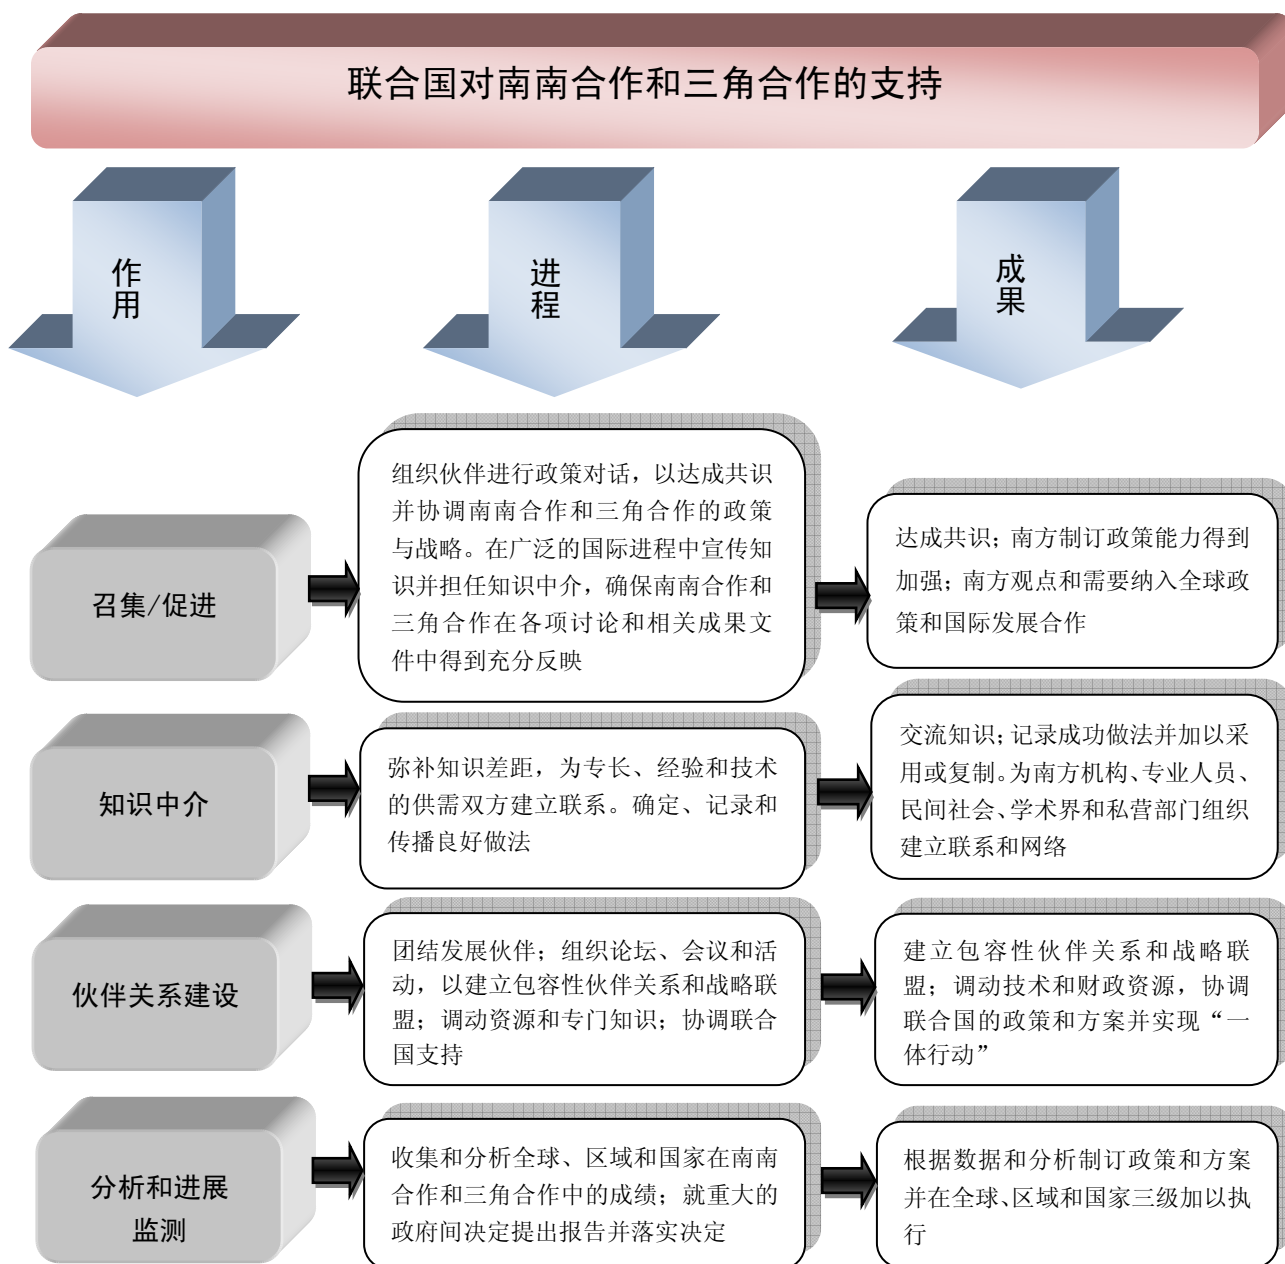 联合国对南南合作和三角合作的支持
作
用
进
程
成
果
召集/促进
组织伙伴进行政策对话，以达成共识
并协调南南合作和三角合作的政策
与战略。在广泛的国际进程中宣传知
识并担任知识中介，确保南南合作和
三角合作在各项讨论和相关成果文
件中得到充分反映
达成共识；南方制订政策能力得到
加强；南方观点和需要纳入全球政
策和国际发展合作
知识中介
弥补知识差距，为专长、经验和技术
的供需双方建立联系。确定、记录和
传播良好做法
交流知识；记录成功做法并加以采
用或复制。为南方机构、专业人员、
民间社会、学术界和私营部门组织
建立联系和网络
伙伴关系建设
团结发展伙伴；组织论坛、会议和活
动，以建立包容性伙伴关系和战略联
盟；调动资源和专门知识；协调联合
国支持
建立包容性伙伴关系和战略联
盟；调动技术和财政资源，协调
联合国的政策和方案并实现“一
体行动”
分析和进展
监测
收集和分析全球、区域和国家在南南
合作和三角合作中的成绩；就重大的
政府间决定提出报告并落实决定
根据数据和分析制订政策和方案
并在全球、区域和国家三级加以执
行